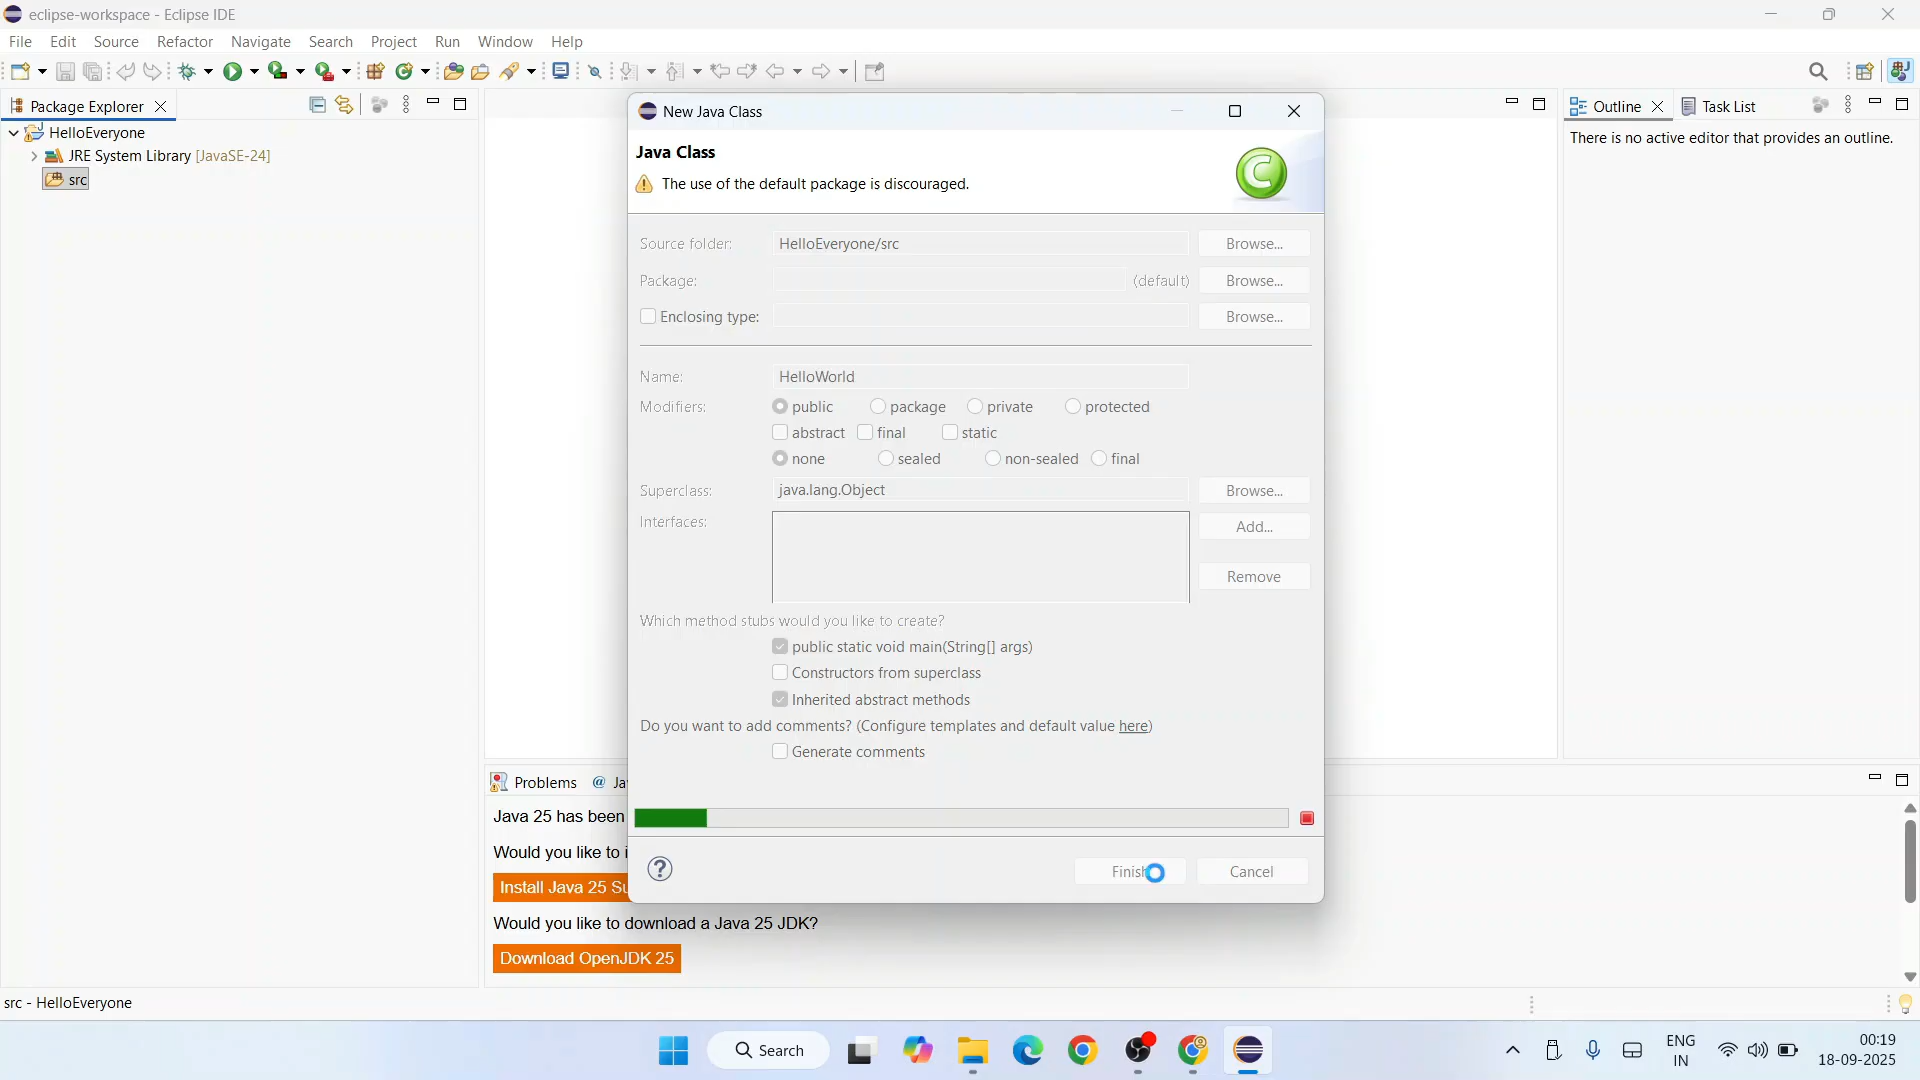 eclipse-workspace - Eclipse IDE
File Edit Source Refactor Navigate Search Project Run Window Help
Package Explorer
HelloEveryone
JRE System Library [JavaSE-24]
src
New Java Class
Java Class
The use of the default package is discouraged.
Source folder: HelloEveryone/src Browse...
Package: (default) Browse...
Enclosing type: Browse...
Name: HelloWorld
Modifiers: public package private protected
abstract final static
none sealed non-sealed final
Superclass: java.lang.Object Browse...
Interfaces: Add...
Remove
Which method stubs would you like to create?
public static void main(String[] args)
Constructors from superclass
Inherited abstract methods
Do you want to add comments? (Configure templates and default value here)
Generate comments
Finish Cancel
Outline Task List
There is no active editor that provides an outline.
Problems @ Ja
Java 25 has been
Would you like to i
Install Java 25 Su
Would you like to download a Java 25 JDK?
Download OpenJDK 25
src - HelloEveryone
Search
ENG
IN
00:19
18-09-2025